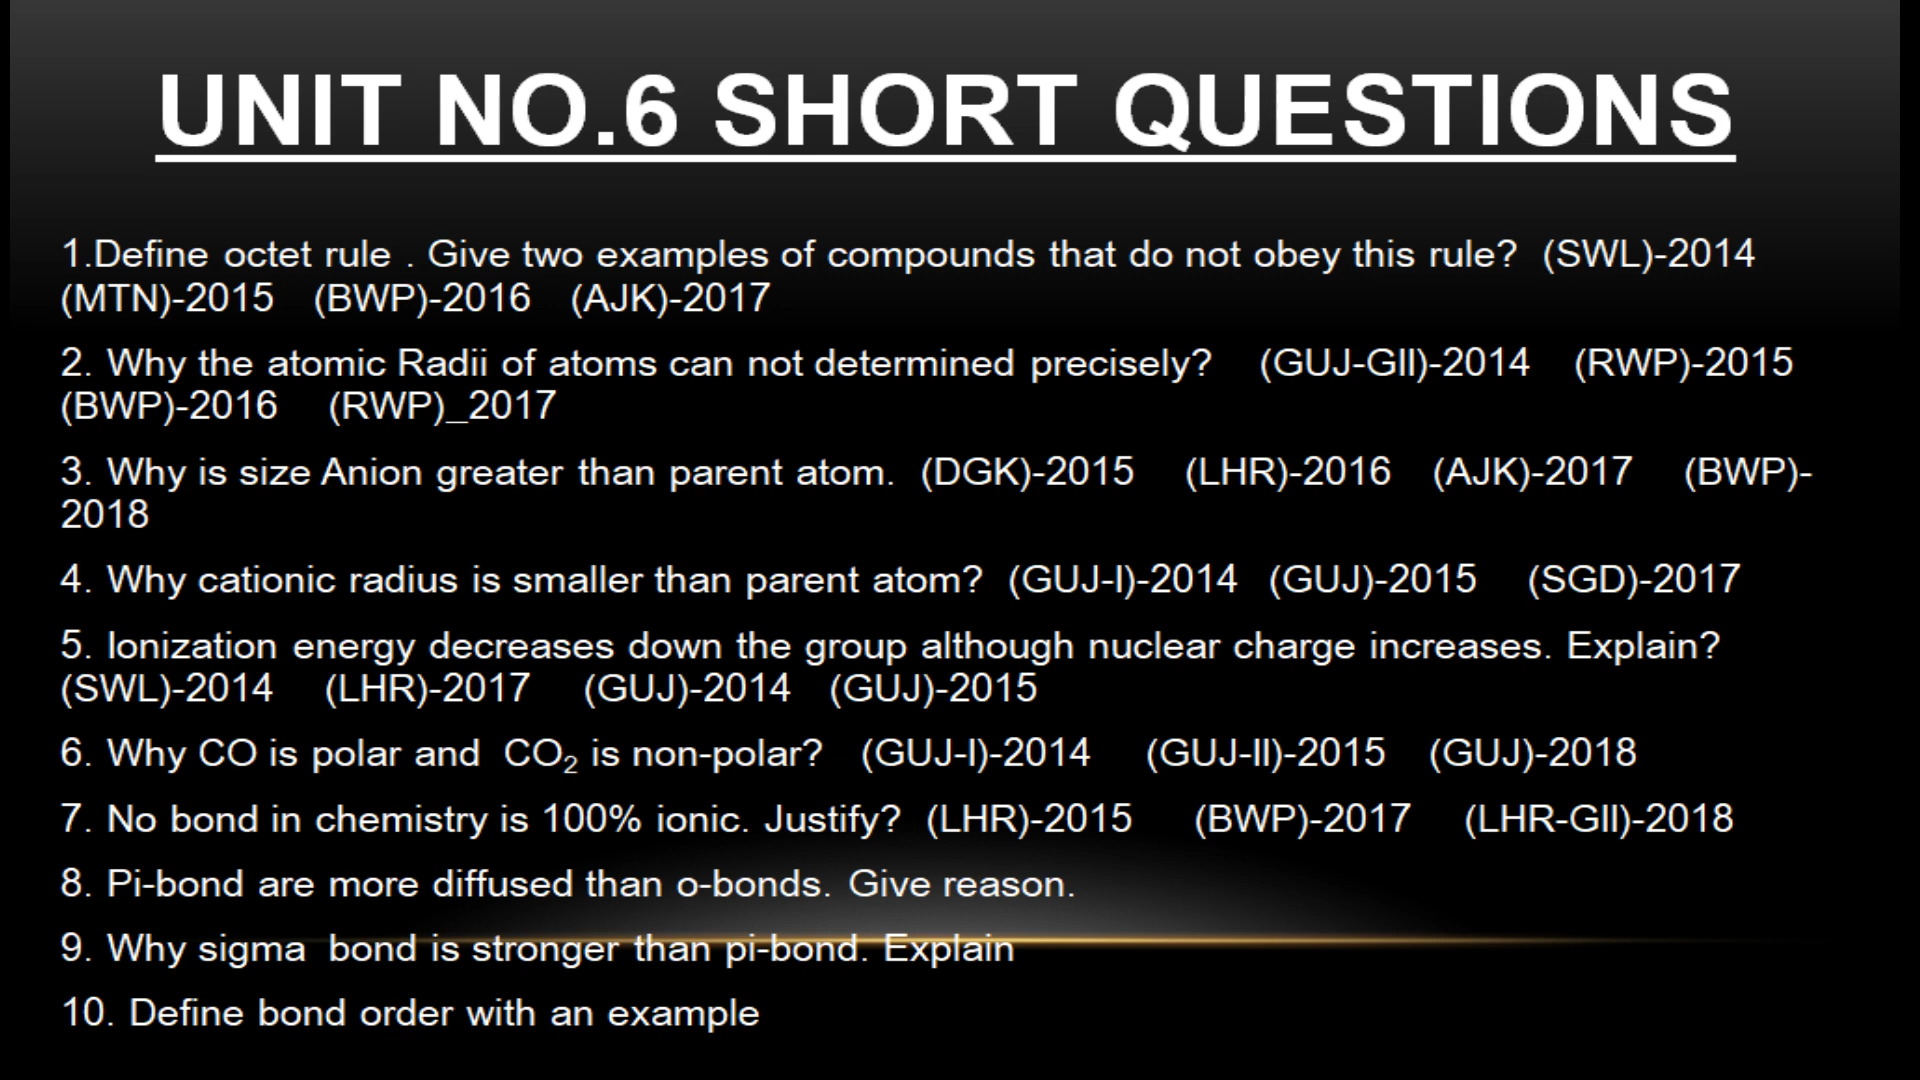 UNIT NO.6 SHORT QUESTIONS
1.Define octet rule . Give two examples of compounds that do not obey this rule? (SWL)-2014
(MTN)-2015 (BWP)-2016 (AJK)-2017
2. Why the atomic Radii of atoms can not determined precisely? (GUJ-GII)-2014 (RWP)-2015
(BWP)-2016 (RWP)_2017
3. Why is size Anion greater than parent atom. (DGK)-2015 (LHR)-2016 (AJK)-2017 (BWP)-
2018
4. Why cationic radius is smaller than parent atom? (GUJ-I)-2014 (GUJ)-2015 (SGD)-2017
5. Ionization energy decreases down the group although nuclear charge increases. Explain?
(SWL)-2014 (LHR)-2017 (GUJ)-2014 (GUJ)-2015
6. Why CO is polar and CO₂ is non-polar? (GUJ-I)-2014 (GUJ-II)-2015 (GUJ)-2018
7. No bond in chemistry is 100% ionic. Justify? (LHR)-2015 (BWP)-2017 (LHR-GII)-2018
8. Pi-bond are more diffused than o-bonds. Give reason.
9. Why sigma bond is stronger than pi-bond. Explain
10. Define bond order with an example